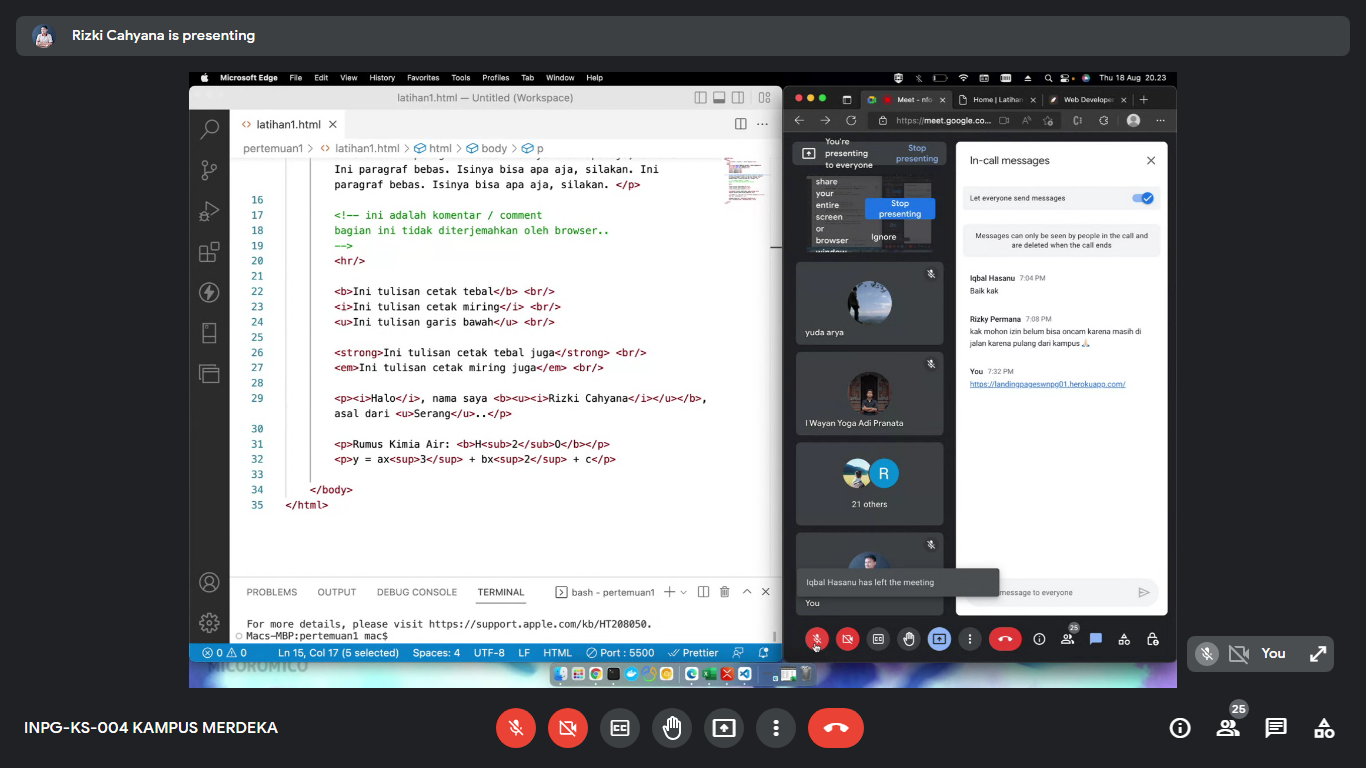 Rizki Cahyana is presenting
Microsoft Edge File Edit View History Favorites Tools Profiles Tab Window Help
Thu 18 Aug 20.23
latihan1.html — Untitled (Workspace)
latihan1.html
pertemuan1 > latihan1.html > html > body > p
Ini paragraf bebas. Isinya bisa apa aja, silakan. Ini
paragraf bebas. Isinya bisa apa aja, silakan. </p>
16
17 <!-- ini adalah komentar / comment
18 bagian ini tidak diterjemahkan oleh browser..
19 -->
20 <hr/>
21
22 <b>Ini tulisan cetak tebal</b> <br/>
23 <i>Ini tulisan cetak miring</i> <br/>
24 <u>Ini tulisan garis bawah</u> <br/>
25
26 <strong>Ini tulisan cetak tebal juga</strong> <br/>
27 <em>Ini tulisan cetak miring juga</em> <br/>
28
29 <p><i>Halo</i>, nama saya <b><u><i>Rizki Cahyana</i></u></b>,
asal dari <u>Serang</u>..</p>
30
31 <p>Rumus Kimia Air: <b>H<sub>2</sub>O</b></p>
32 <p>y = ax<sup>3</sup> + bx<sup>2</sup> + c</p>
33
34 </body>
35 </html>
PROBLEMS OUTPUT DEBUG CONSOLE TERMINAL
bash - pertemuan1
For more details, please visit https://support.apple.com/kb/HT208050.
Macs-MBP:pertemuan1 mac$
0 0 Ln 15, Col 17 (5 selected) Spaces: 4 UTF-8 LF HTML Port : 5500 Prettier
MICOROMICO
Meet - nfo
Home | Latihan
Web Developer
https://meet.google.co...
You're
presenting
to everyone
Stop
presenting
share
your
entire
screen
or
browser
window
Stop
presenting
Ignore
yuda arya
I Wayan Yoga Adi Pranata
R
21 others
Iqbal Hasanu has left the meeting
You
In-call messages
Let everyone send messages
Messages can only be seen by people in the call and
are deleted when the call ends
Iqbal Hasanu 7:04 PM
Baik kak
Rizky Permana 7:08 PM
kak mohon izin belum bisa oncam karena masih di
jalan karena pulang dari kampus 🙏🏻
You 7:32 PM
https://landingpageswnpg01.herokuapp.com/
message to everyone
25
You
INPG-KS-004 KAMPUS MERDEKA
25